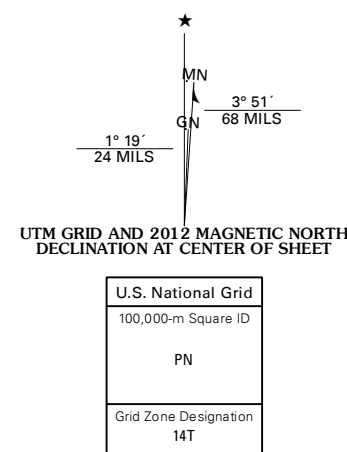 ★
MN
GN
3° 51´
68 MILS
1° 19´
24 MILS
UTM GRID AND 2012 MAGNETIC NORTH
DECLINATION AT CENTER OF SHEET
U.S. National Grid
100,000-m Square ID
PN
Grid Zone Designation
14T